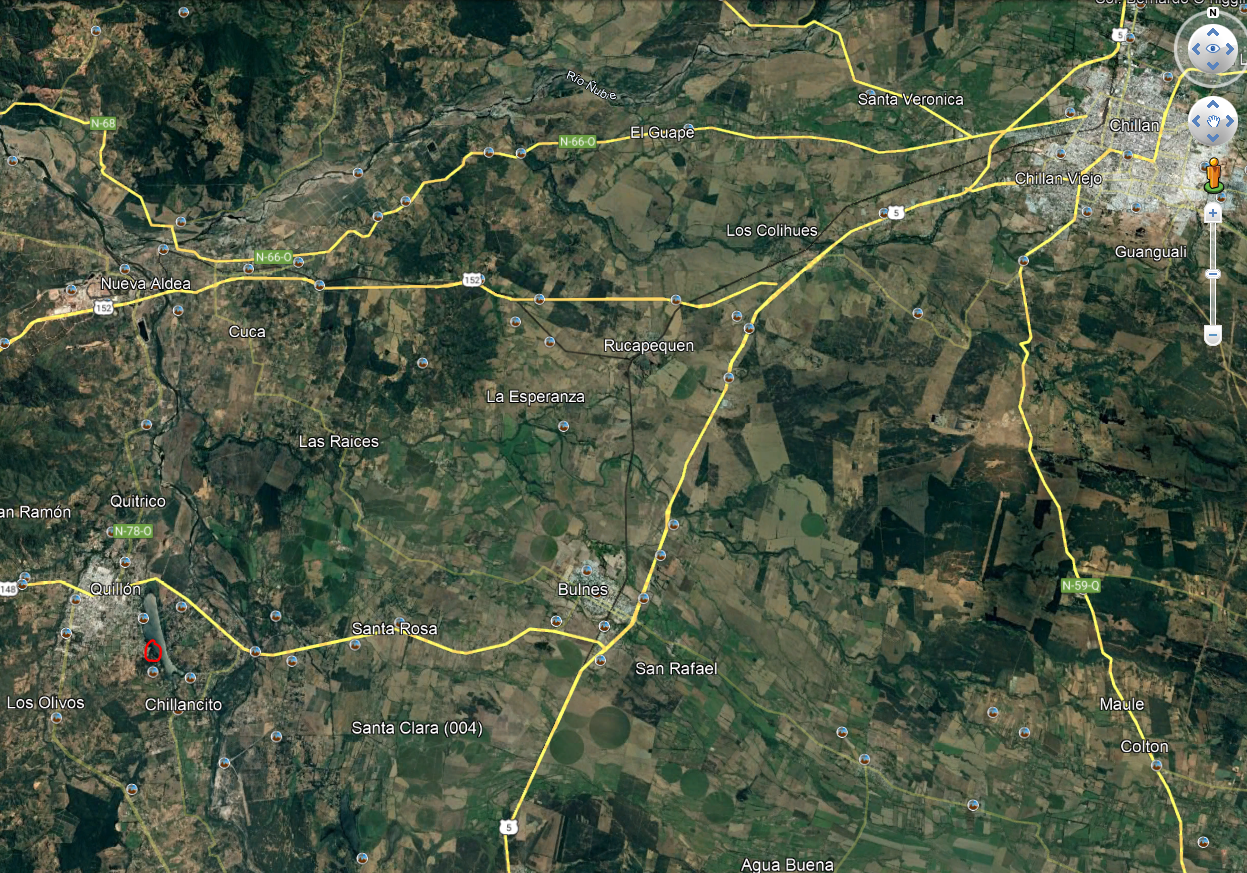 5
N
Santa Veronica
N-68
El Guape
N-66-O
Chillan
Río Ñuble
Chillan Viejo
5
Los Colihues
Guanguali
N-66-O
Nueva Aldea
152
152
Cuca
Rucapequen
La Esperanza
Las Raices
Quitrico
an Ramón
N-78-O
148
Quillón
Bulnes
N-59-O
Santa Rosa
San Rafael
Los Olivos
Chillancito
Maule
Santa Clara (004)
Colton
5
Agua Buena